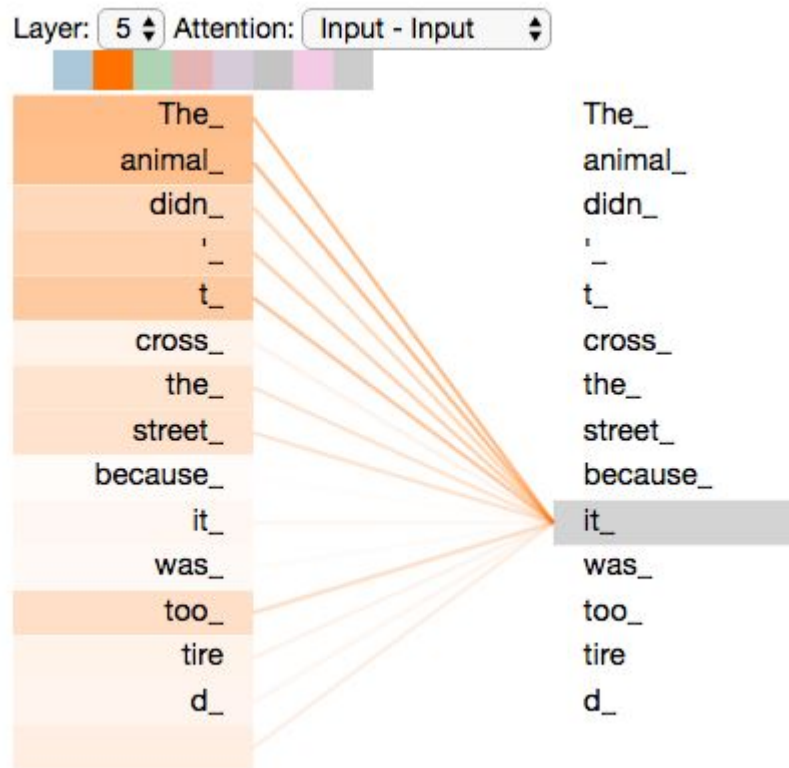 Layer: 5 Attention: Input - Input
The_ The_
animal_ animal_
didn_ didn_
'_ '_
t_ t_
cross_ cross_
the_ the_
street_ street_
because_ because_
it_ it_
was_ was_
too_ too_
tire tire
d_ d_